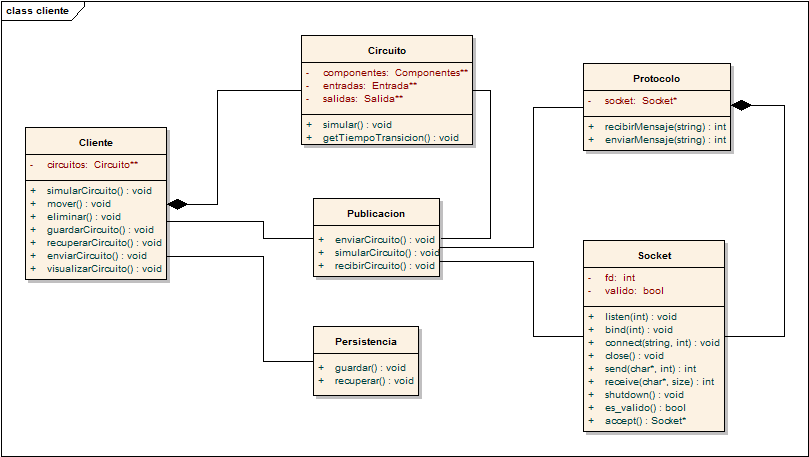 class cliente
Cliente
- circuitos: Circuito**
+ simularCircuito() : void
+ mover() : void
+ eliminar() : void
+ guardarCircuito() : void
+ recuperarCircuito() : void
+ enviarCircuito() : void
+ visualizarCircuito() : void
Circuito
- componentes: Componentes**
- entradas: Entrada**
- salidas: Salida**
+ simular() : void
+ getTiempoTransicion() : void
Publicacion
+ enviarCircuito() : void
+ simularCircuito() : void
+ recibirCircuito() : void
Persistencia
+ guardar() : void
+ recuperar() : void
Protocolo
- socket: Socket*
+ recibirMensaje(string) : int
+ enviarMensaje(string) : int
Socket
- fd: int
- valido: bool
+ listen(int) : void
+ bind(int) : void
+ connect(string, int) : void
+ close() : void
+ send(char*, int) : int
+ receive(char*, size) : int
+ shutdown() : void
+ es_valido() : bool
+ accept() : Socket*